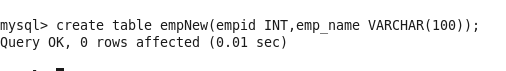 mysql> create table empNew(empid INT,emp_name VARCHAR(100));
Query OK, 0 rows affected (0.01 sec)